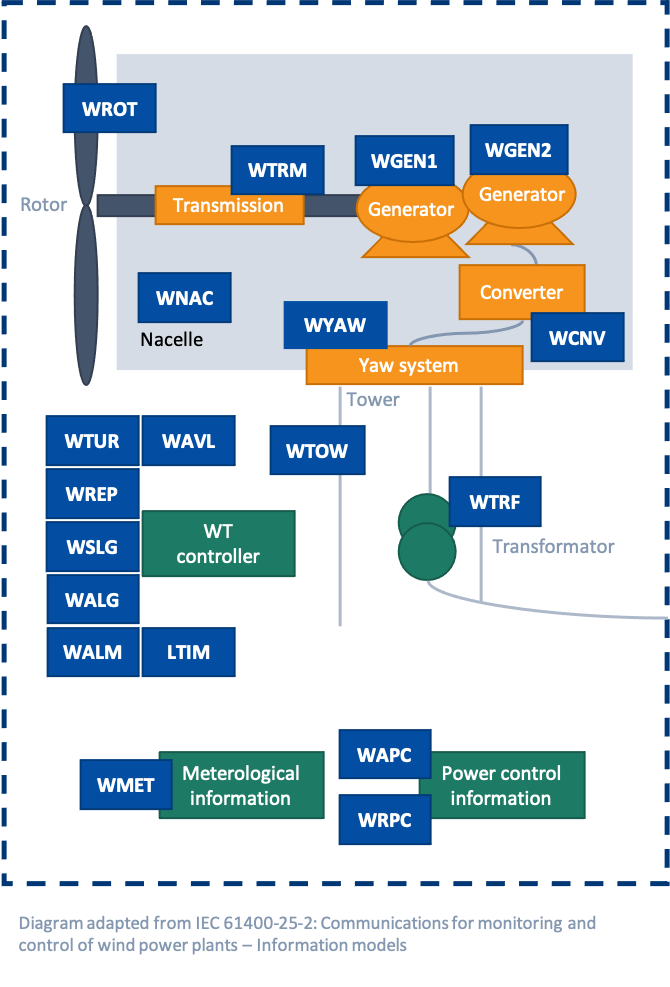 WROT
WGEN1
WGEN2
WTRM
Rotor
Transmission
Generator
Generator
WNAC
Nacelle
Converter
WYAW
WCNV
Yaw system
Tower
WTUR
WAVL
WTOW
WREP
WTRF
WSLG
WT
controller
Transformator
WALG
WALM
LTIM
WMET
Meterological
information
WAPC
WRPC
Power control
information
Diagram adapted from IEC 61400-25-2: Communications for monitoring and
control of wind power plants – Information models